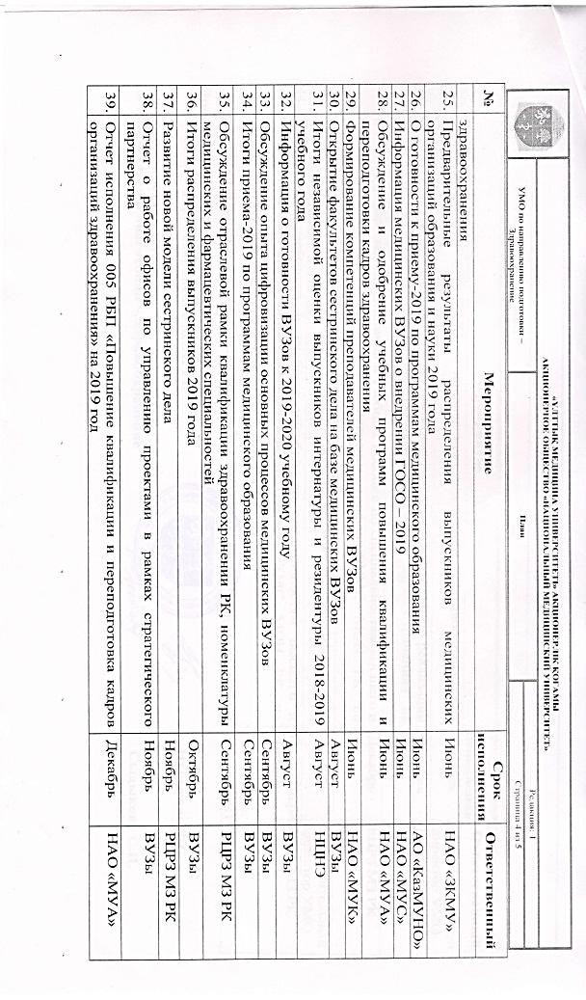 «ҰЛТТЫҚ МЕДИЦИНА УНИВЕРСИТЕТІ» АКЦИОНЕРЛІК ҚОҒАМЫ
АКЦИОНЕРНОЕ ОБЩЕСТВО «НАЦИОНАЛЬНЫЙ МЕДИЦИНСКИЙ УНИВЕРСИТЕТ»
УМО по направлению подготовки –
Здравоохранение
План
Редакция: 1
Страница 4 из 5
№ Мероприятие Срок исполнения Ответственный
здравоохранения
25. Предварительные результаты распределения выпускников медицинских Июнь НАО «ЗКМУ»
организаций образования и науки 2019 года
26. О готовности к приему-2019 по программам медицинского образования Июнь АО «КазМУНО»
27. Информация медицинских ВУЗов о внедрении ГОСО – 2019 Июнь НАО «МУС»
28. Обсуждение и одобрение учебных программ повышения квалификации и Июнь НАО «МУА»
переподготовки кадров здравоохранения
29. Формирование компетенций преподавателей медицинских ВУЗов Июнь НАО «МУК»
30. Открытие факультетов сестринского дела на базе медицинских ВУЗов Август ВУЗы
31. Итоги независимой оценки выпускников интернатуры и резидентуры 2018-2019 Август НЦНЭ
учебного года
32. Информация о готовности ВУЗов к 2019-2020 учебному году Август ВУЗы
33. Обсуждение опыта цифровизации основных процессов медицинских ВУЗов Сентябрь ВУЗы
34. Итоги приема-2019 по программам медицинского образования Сентябрь ВУЗы
35. Обсуждение отраслевой рамки квалификации здравоохранении РК, номенклатуры Сентябрь РЦРЗ МЗ РК
медицинских и фармацевтических специальностей
36. Итоги распределения выпускников 2019 года Октябрь ВУЗы
37. Развитие новой модели сестринского дела Ноябрь РЦРЗ МЗ РК
38. Отчет о работе офисов по управлению проектами в рамках стратегического Ноябрь ВУЗы
партнерства
39. Отчет исполнения 005 РБП «Повышение квалификации и переподготовка кадров Декабрь НАО «МУА»
организаций здравоохранения» на 2019 год